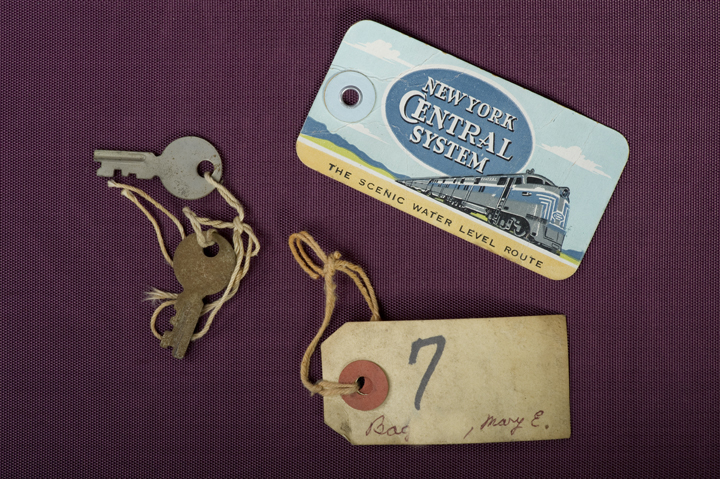 NEW YORK
CENTRAL
SYSTEM
THE SCENIC WATER LEVEL ROUTE
7
, Mary E.